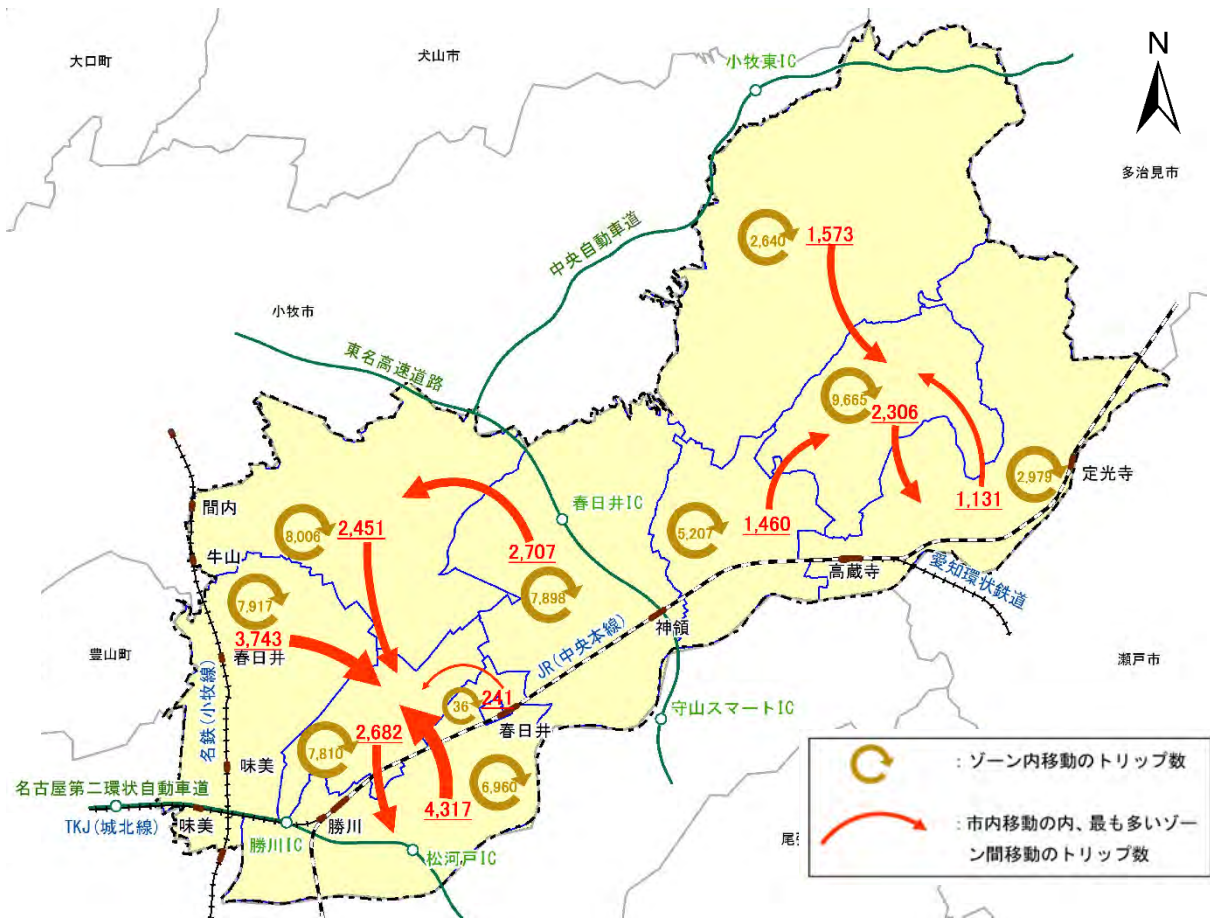 大口町
犬山市
小牧東IC
N
多治見市
中央自動車道
2,640
1,573
小牧市
東名高速道路
9,665
2,306
2,979
定光寺
1,131
間内
8,006
2,451
春日井IC
5,207
1,460
2,707
牛山
高蔵寺
愛知環状鉄道
7,917
7,898
3,743
春日井
神領
JR(中央本線)
豊山町
名鉄(小牧線)
瀬戸市
36
241
春日井
守山スマートIC
7,810
2,682
味美
6,960
: ゾーン内移動のトリップ数
名古屋第二環状自動車道
4,317
TKJ(城北線)
味美
勝川
: 市内移動の内、最も多いゾー
ン間移動のトリップ数
勝川IC
松河戸IC